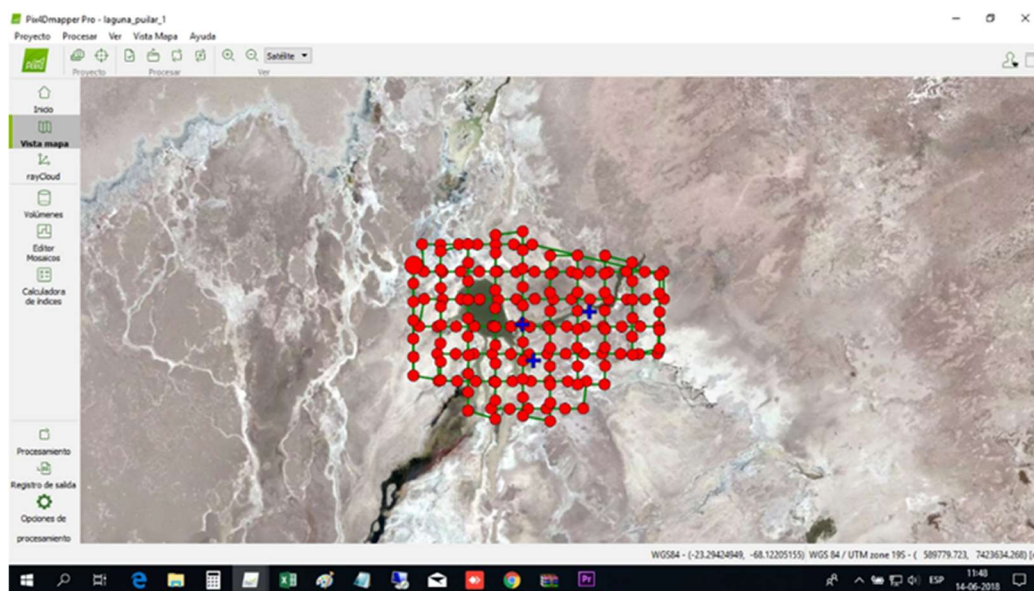 Pix4Dmapper Pro - laguna_puilar_1
Proyecto Procesar Ver Vista Mapa Ayuda
Satélite
Proyecto Procesar Ver
Inicio
Vista mapa
rayCloud
Volúmenes
Editor
Mosaicos
Calculadora
de índices
Procesamiento
Registro de salida
Opciones de
procesamiento
WGS84 - (-23.29424949, -68.12205155) WGS 84 / UTM zone 19S - ( 589779.723, 7423634.268)
Pr
ESP
11:48
14-06-2018